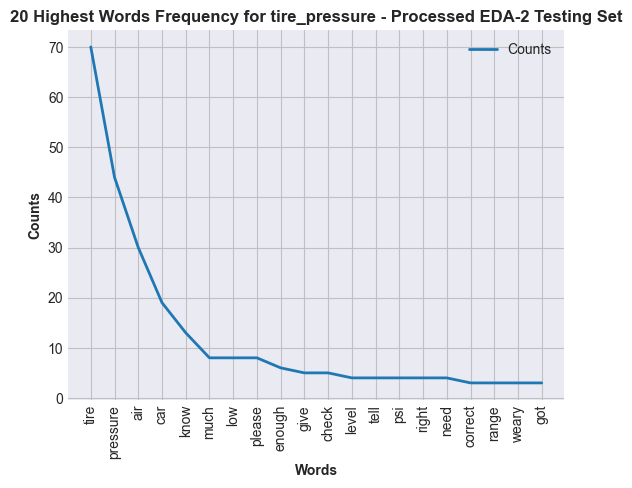 20 Highest Words Frequency for tire_pressure - Processed EDA-2 Testing Set
Counts
Counts
70
60
50
40
30
20
10
0
tire
pressure
air
car
know
much
low
please
enough
give
check
level
tell
psi
right
need
correct
range
weary
got
Words